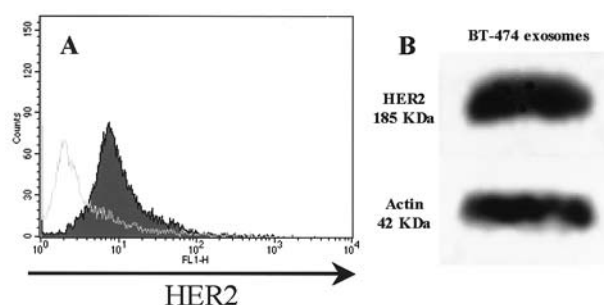 A
150
120
90
60
30
0
Counts
10^0
10^1
10^2
10^3
10^4
FL1-H
HER2
B
BT-474 exosomes
HER2
185 KDa
Actin
42 KDa